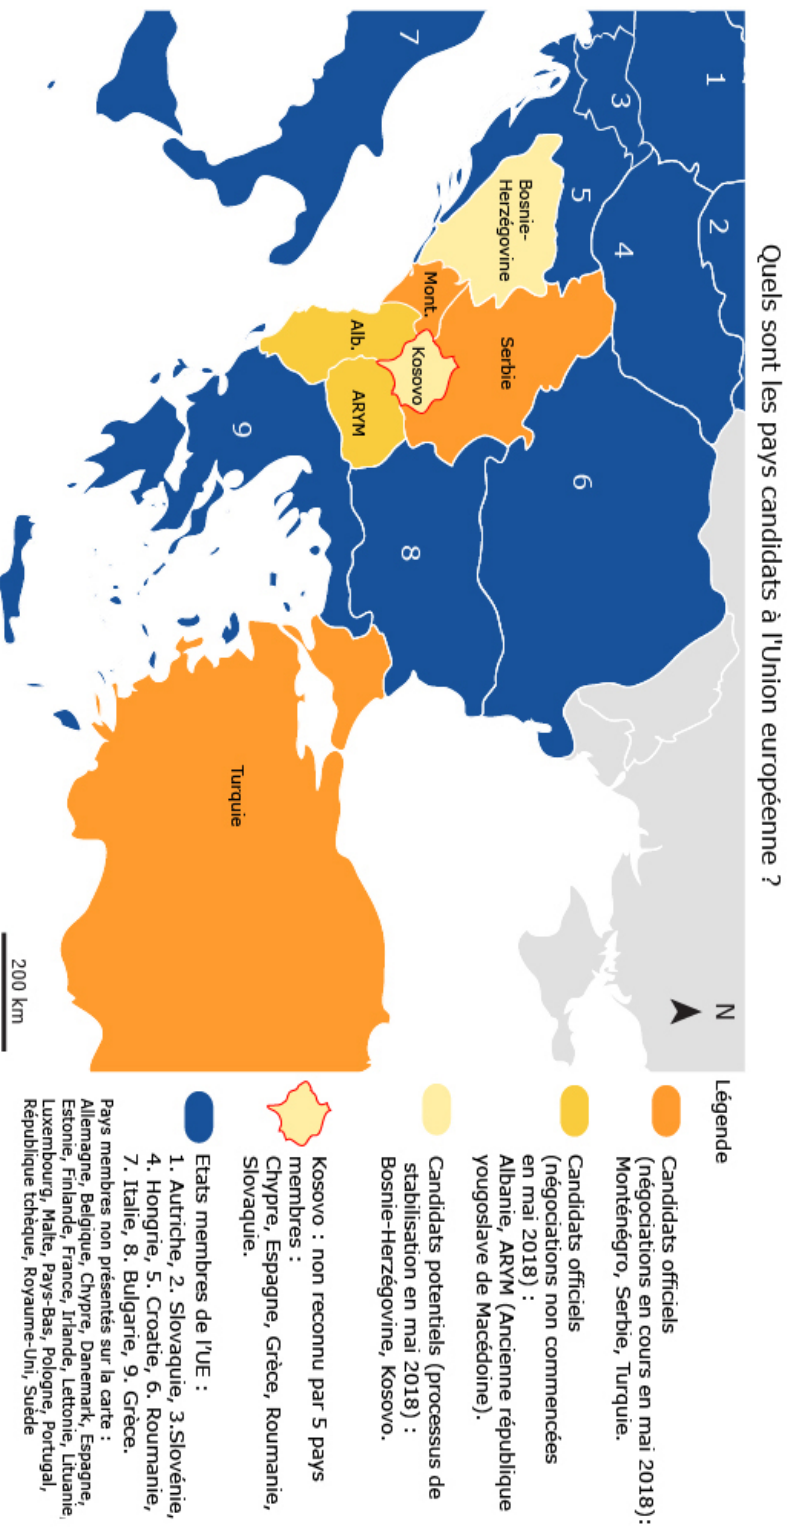 Quels sont les pays candidats à l'Union européenne ?
1
2
3
4
5
6
7
8
9
Bosnie-
Herzégovine
Mont.
Serbie
Kosovo
Alb.
ARYM
Turquie
N
200 km
Légende
Candidats officiels
(négociations en cours en mai 2018):
Monténégro, Serbie, Turquie.
Candidats officiels
(négociations non commencées
en mai 2018) :
Albanie, ARYM (Ancienne république
yougoslave de Macédoine).
Candidats potentiels (processus de
stabilisation en mai 2018) :
Bosnie-Herzégovine, Kosovo.
Kosovo : non reconnu par 5 pays
membres :
Chypre, Espagne, Grèce, Roumanie,
Slovaquie.
Etats membres de l'UE :
1. Autriche, 2. Slovaquie, 3.Slovénie,
4. Hongrie, 5. Croatie, 6. Roumanie,
7. Italie, 8. Bulgarie, 9. Grèce.
Pays membres non présentés sur la carte :
Allemagne, Belgique, Chypre, Danemark, Espagne,
Estonie, Finlande, France, Irlande, Lettonie, Lituanie,
Luxembourg, Malte, Pays-Bas, Pologne, Portugal,
République tchèque, Royaume-Uni, Suède